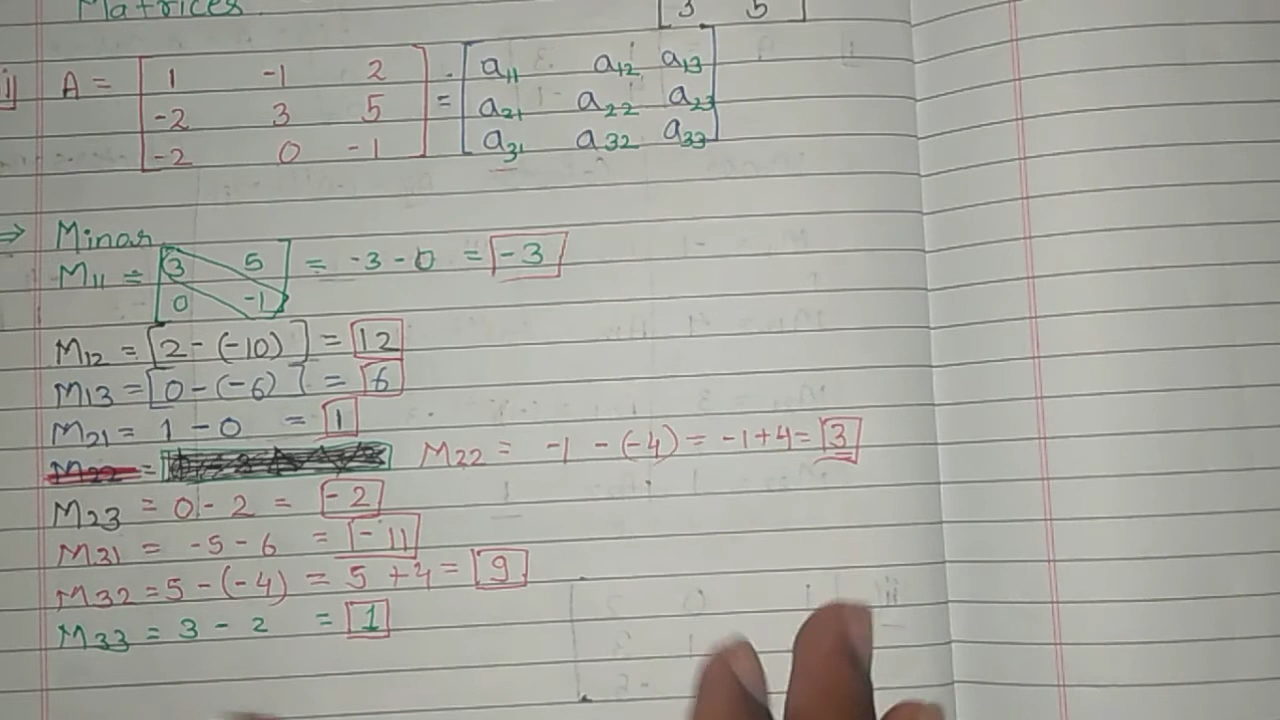 Matrices
3 5
i) A = [ 1 -1 2 ] = [ a11 a12 a13 ]
-2 3 5 a21 a22 a23
-2 0 -1 a31 a32 a33
⇒ Minor
M11 = [ 3 5 ] = -3 - 0 = -3
0 -1
M12 = [2 - (-10)] = 12
M13 = [0 - (-6)] = 6
M21 = 1 - 0 = 1
M22 = -1 - (-4) = -1 + 4 = 3
M23 = 0 - 2 = -2
M31 = -5 - 6 = -11
M32 = 5 - (-4) = 5 + 4 = 9
M33 = 3 - 2 = 1